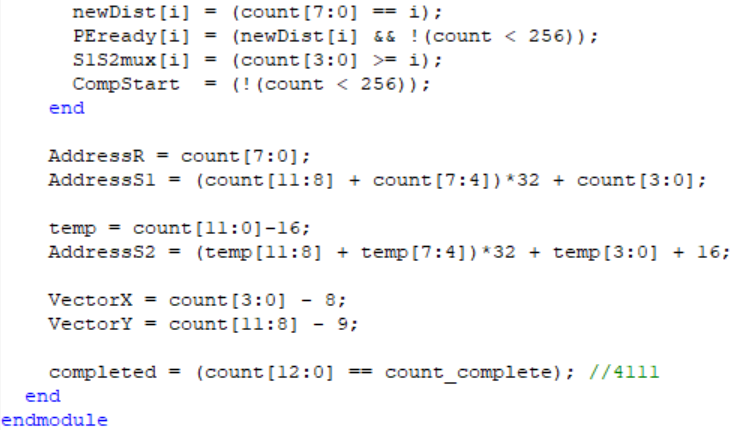 newDist[i] = (count[7:0] == i);
PEready[i] = (newDist[i] && !(count < 256));
S1S2mux[i] = (count[3:0] >= i);
CompStart = (!(count < 256));
end
AddressR = count[7:0];
AddressS1 = (count[11:8] + count[7:4])*32 + count[3:0];
temp = count[11:0]-16;
AddressS2 = (temp[11:8] + temp[7:4])*32 + temp[3:0] + 16;
VectorX = count[3:0] - 8;
VectorY = count[11:8] - 9;
completed = (count[12:0] == count_complete); //4111
end
endmodule